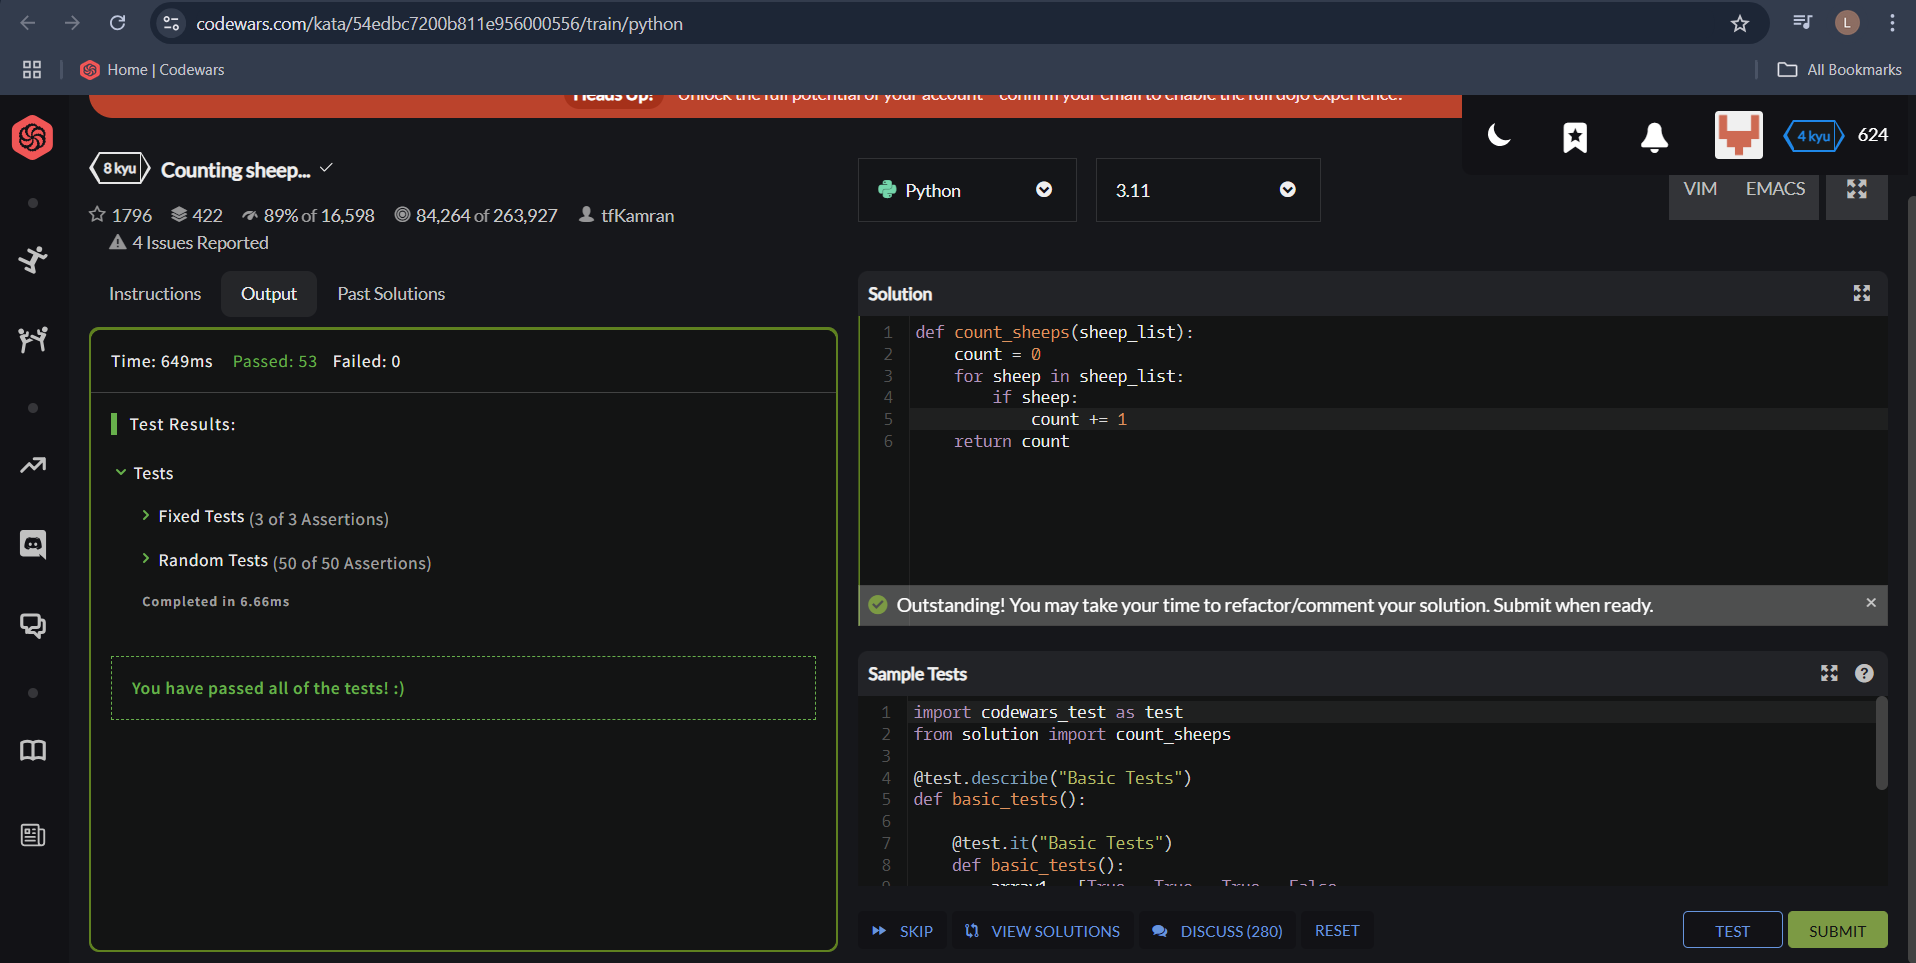 codewars.com/kata/54edbc7200b811e956000556/train/python
L
Home | Codewars
All Bookmarks
Heads Up! Unlock the full potential of your account - confirm your email to enable the full dojo experience.
4 kyu 624
8 kyu Counting sheep...
1796 422 89% of 16,598 84,264 of 263,927 tfKamran
4 Issues Reported
Python
3.11
VIM EMACS
Instructions Output Past Solutions
Time: 649ms Passed: 53 Failed: 0
Test Results:
Tests
Fixed Tests (3 of 3 Assertions)
Random Tests (50 of 50 Assertions)
Completed in 6.66ms
You have passed all of the tests! :)
Solution
1 def count_sheeps(sheep_list):
2     count = 0
3     for sheep in sheep_list:
4         if sheep:
5             count += 1
6     return count
Outstanding! You may take your time to refactor/comment your solution. Submit when ready.
Sample Tests
1 import codewars_test as test
2 from solution import count_sheeps
3
4 @test.describe("Basic Tests")
5 def basic_tests():
6
7     @test.it("Basic Tests")
8     def basic_tests():
9         array1 = [True, True, True, False,
SKIP VIEW SOLUTIONS DISCUSS (280) RESET
TEST SUBMIT